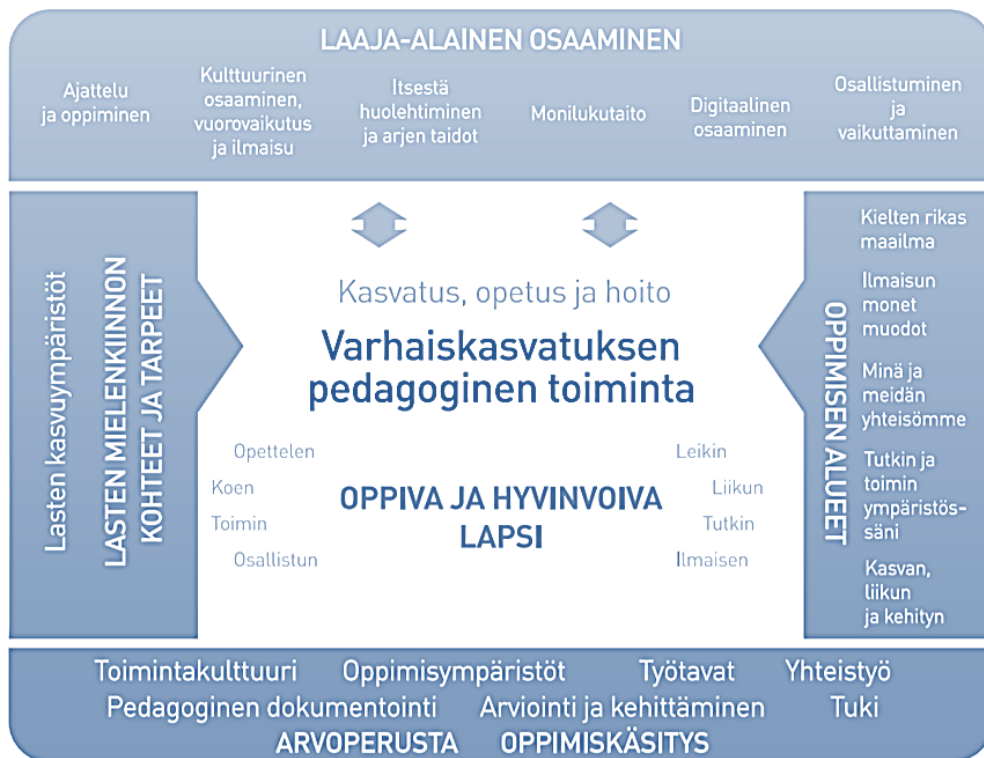 LAAJA-ALAINEN OSAAMINEN
Ajattelu
ja oppiminen
Kulttuurinen
osaaminen,
vuorovaikutus
ja ilmaisu
Itsestä
huolehtiminen
ja arjen taidot
Monilukutaito
Digitaalinen
osaaminen
Osallistuminen
ja
vaikuttaminen
Lasten kasvuympäristöt
LASTEN MIELENKIINNON
KOHTEET JA TARPEET
Kasvatus, opetus ja hoito
Varhaiskasvatuksen
pedagoginen toiminta
Opettelen
Koen
Toimin
Osallistun
OPPIVA JA HYVINVOIVA
LAPSI
Leikin
Liikun
Tutkin
Ilmaisen
OPPIMISEN ALUEET
Kielten rikas
maailma
Ilmaisun
monet
muodot
Minä ja
meidän
yhteisömme
Tutkin ja
toimin
ympäristös-
säni
Kasvan,
liikun
ja kehityn
Toimintakulttuuri Oppimisympäristöt Työtavat Yhteistyö
Pedagoginen dokumentointi Arviointi ja kehittäminen Tuki
ARVOPERUSTA OPPIMISKÄSITYS